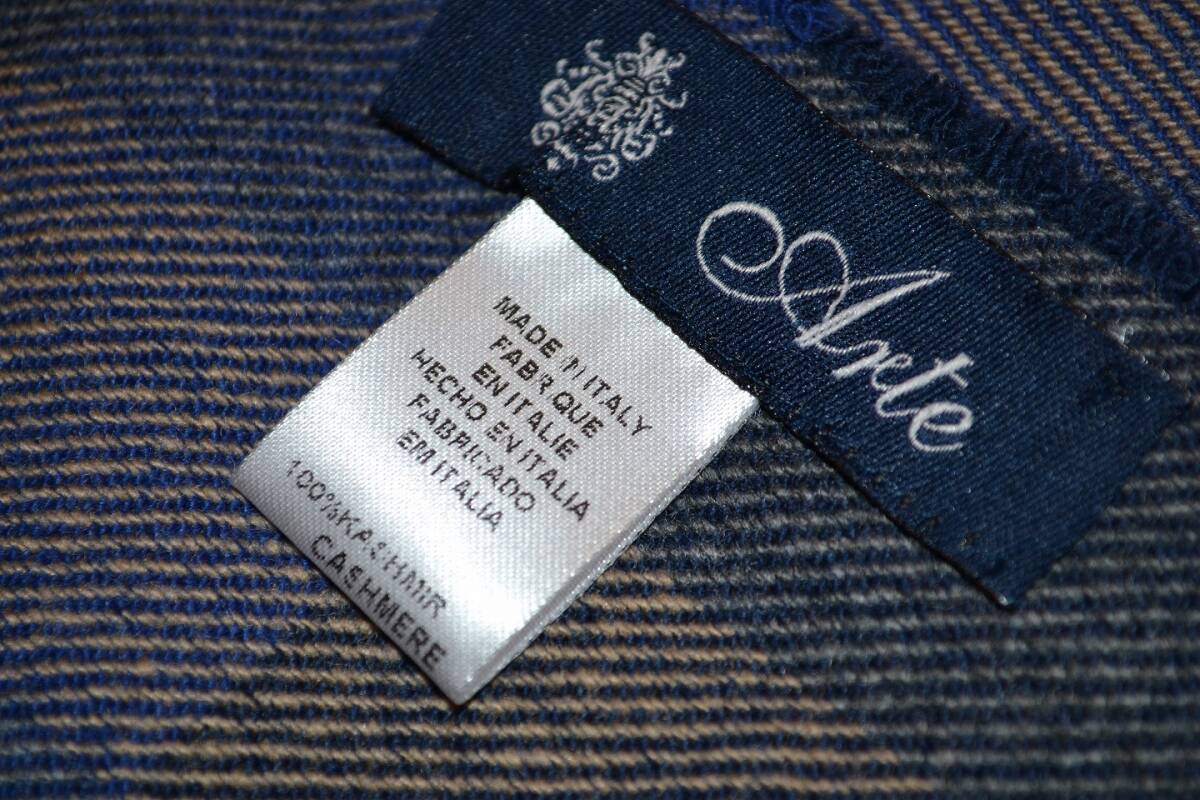 Arte
MADE IN ITALY
FABRIQUE
EN ITALIE
HECHO EN ITALIA
FABRICADO
EM ITALIA
100%KASHMIR
CASHMERE